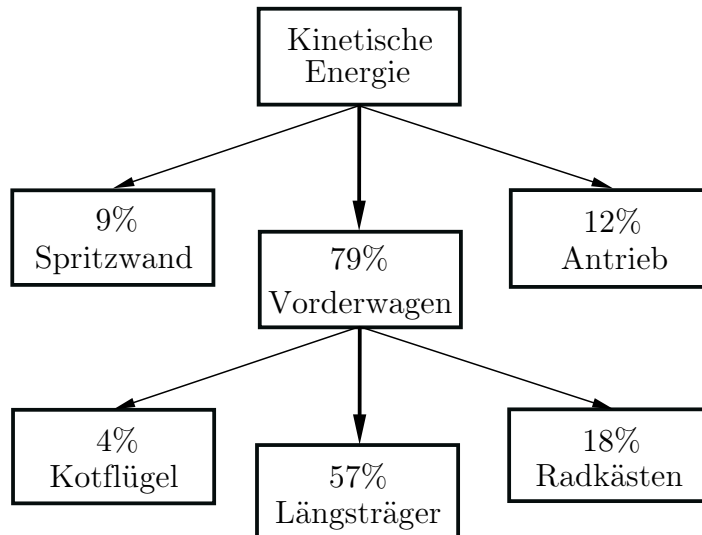 Kinetische
Energie
9%
Spritzwand
79%
Vorderwagen
12%
Antrieb
4%
Kotflügel
57%
Längsträger
18%
Radkästen